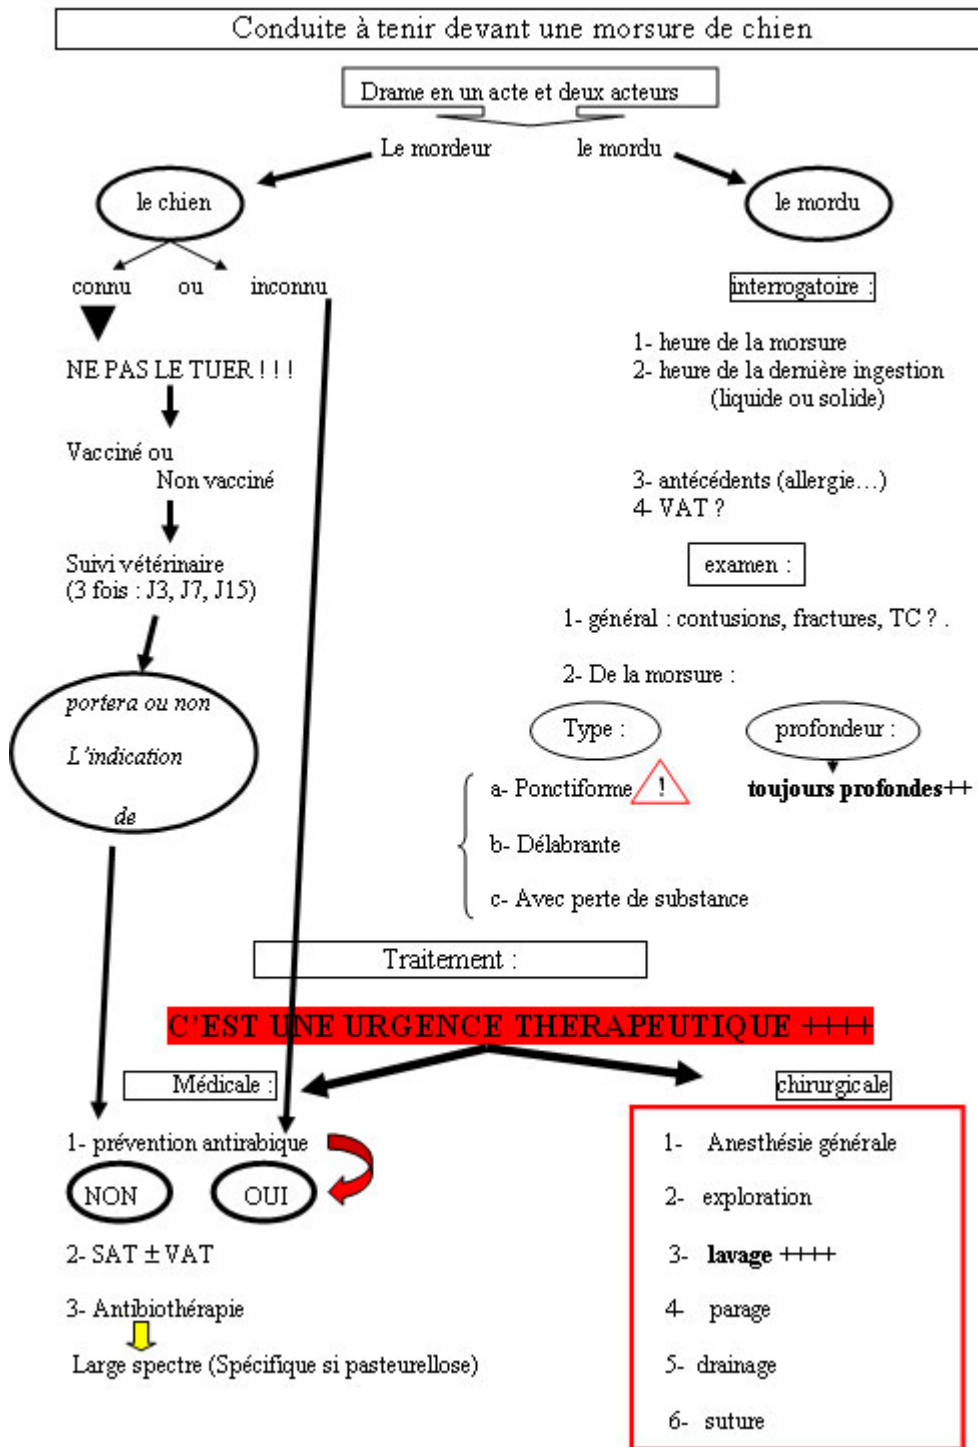 Conduite à tenir devant une morsure de chien
Drame en un acte et deux acteurs
Le mordeur le mordu
le chien
connu ou inconnu
NE PAS LE TUER ! ! !
Vacciné ou
Non vacciné
Suivi vétérinaire
(3 fois : J3, J7, J15)
portera ou non
L'indication
de
le mordu
interrogatoire :
1- heure de la morsure
2- heure de la dernière ingestion
(liquide ou solide)
3- antécédents (allergie…)
4- VAT ?
examen :
1- général : contusions, fractures, TC ? .
2- De la morsure :
Type :
profondeur :
a- Ponctiforme !
toujours profondes++
b- Délabrante
c- Avec perte de substance
Traitement :
C'EST UNE URGENCE THERAPEUTIQUE ++++
Médicale :
1- prévention antirabique
NON OUI
2- SAT ± VAT
3- Antibiothérapie
Large spectre (Spécifique si pasteurellose)
chirurgicale
1- Anesthésie générale
2- exploration
3- lavage ++++
4- parage
5- drainage
6- suture